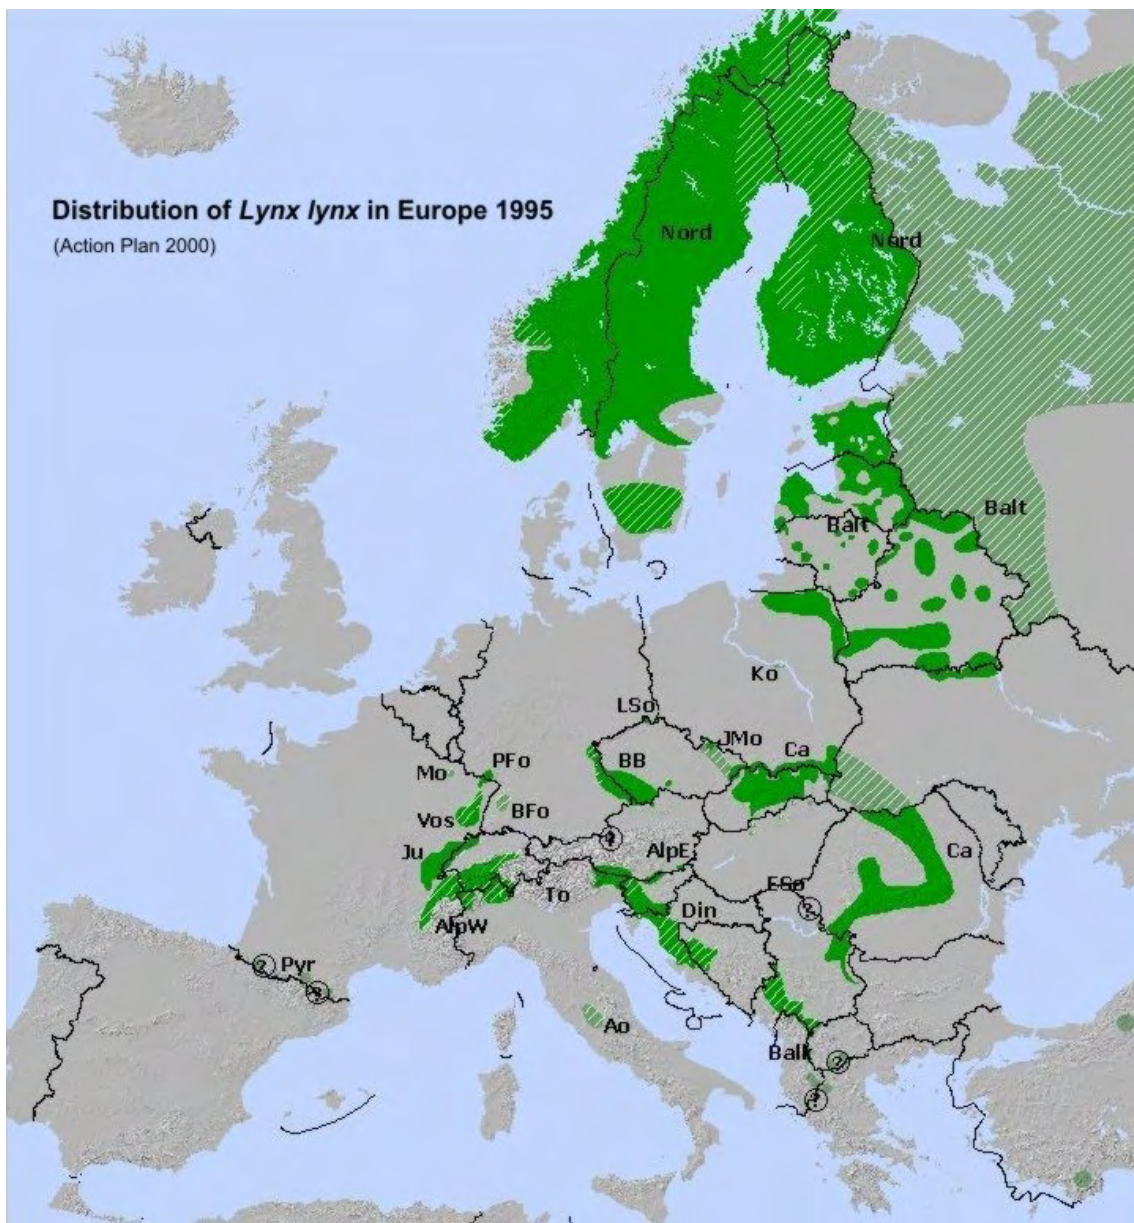 Distribution of Lynx lynx in Europe 1995
(Action Plan 2000)
Nord
Nord
Balt
Balt
Ko
LSo
JMo
Ca
PFo
BB
Mo
BFo
Vos
?
Ju
AlpE
Ca
To
ESo
?
Din
AlpW
?
Pyr
?
Ao
Balk
?
?